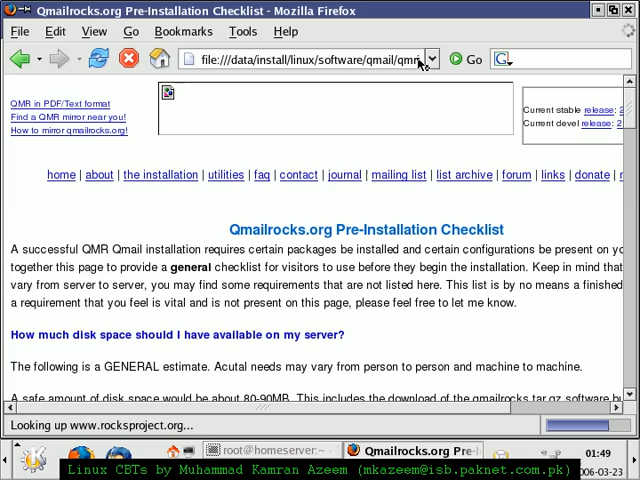 Qmailrocks.org Pre-Installation Checklist - Mozilla Firefox
File Edit View Go Bookmarks Tools Help
file:///data/install/linux/software/qmail/qmr Go G
QMR in PDF/Text format
Find a QMR mirror near you!
How to mirror qmailrocks.org!
Current stable release: 2
Current devel release: 2
home | about | the installation | utilities | faq | contact | journal | mailing list | list archive | forum | links | donate |
Qmailrocks.org Pre-Installation Checklist
A successful QMR Qmail installation requires certain packages be installed and certain configurations be present on yo
together this page to provide a general checklist for visitors to use before they begin the installation. Keep in mind that
vary from server to server, you may find some requirements that are not listed here. This list is by no means a finished
a requirement that you feel is vital and is not present on this page, please feel free to let me know.
How much disk space should I have available on my server?
The following is a GENERAL estimate. Acutal needs may vary from person to person and machine to machine.
A safe amount of disk space would be about 80-90MB. This includes the download of the qmailrocks.tar.gz software
Looking up www.rocksproject.org...
root@homeserver:~
Qmailrocks.org Pre-I
01:49
Linux CBTs by Muhammad Kamran Azeem (mkazeem@isb.paknet.com.pk)
006-03-23